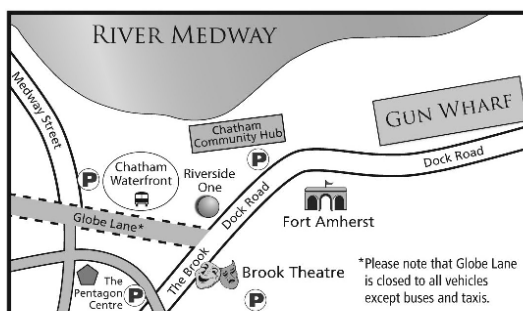 RIVER MEDWAY
Medway Street
GUN WHARF
Chatham
Community Hub
P
P
Chatham
Waterfront
Riverside
One
Dock Road
Dock Road
Fort Amherst
Globe Lane*
The Brook
Brook Theatre
The
Pentagon
Centre
P
P
*Please note that Globe Lane
is closed to all vehicles
except buses and taxis.